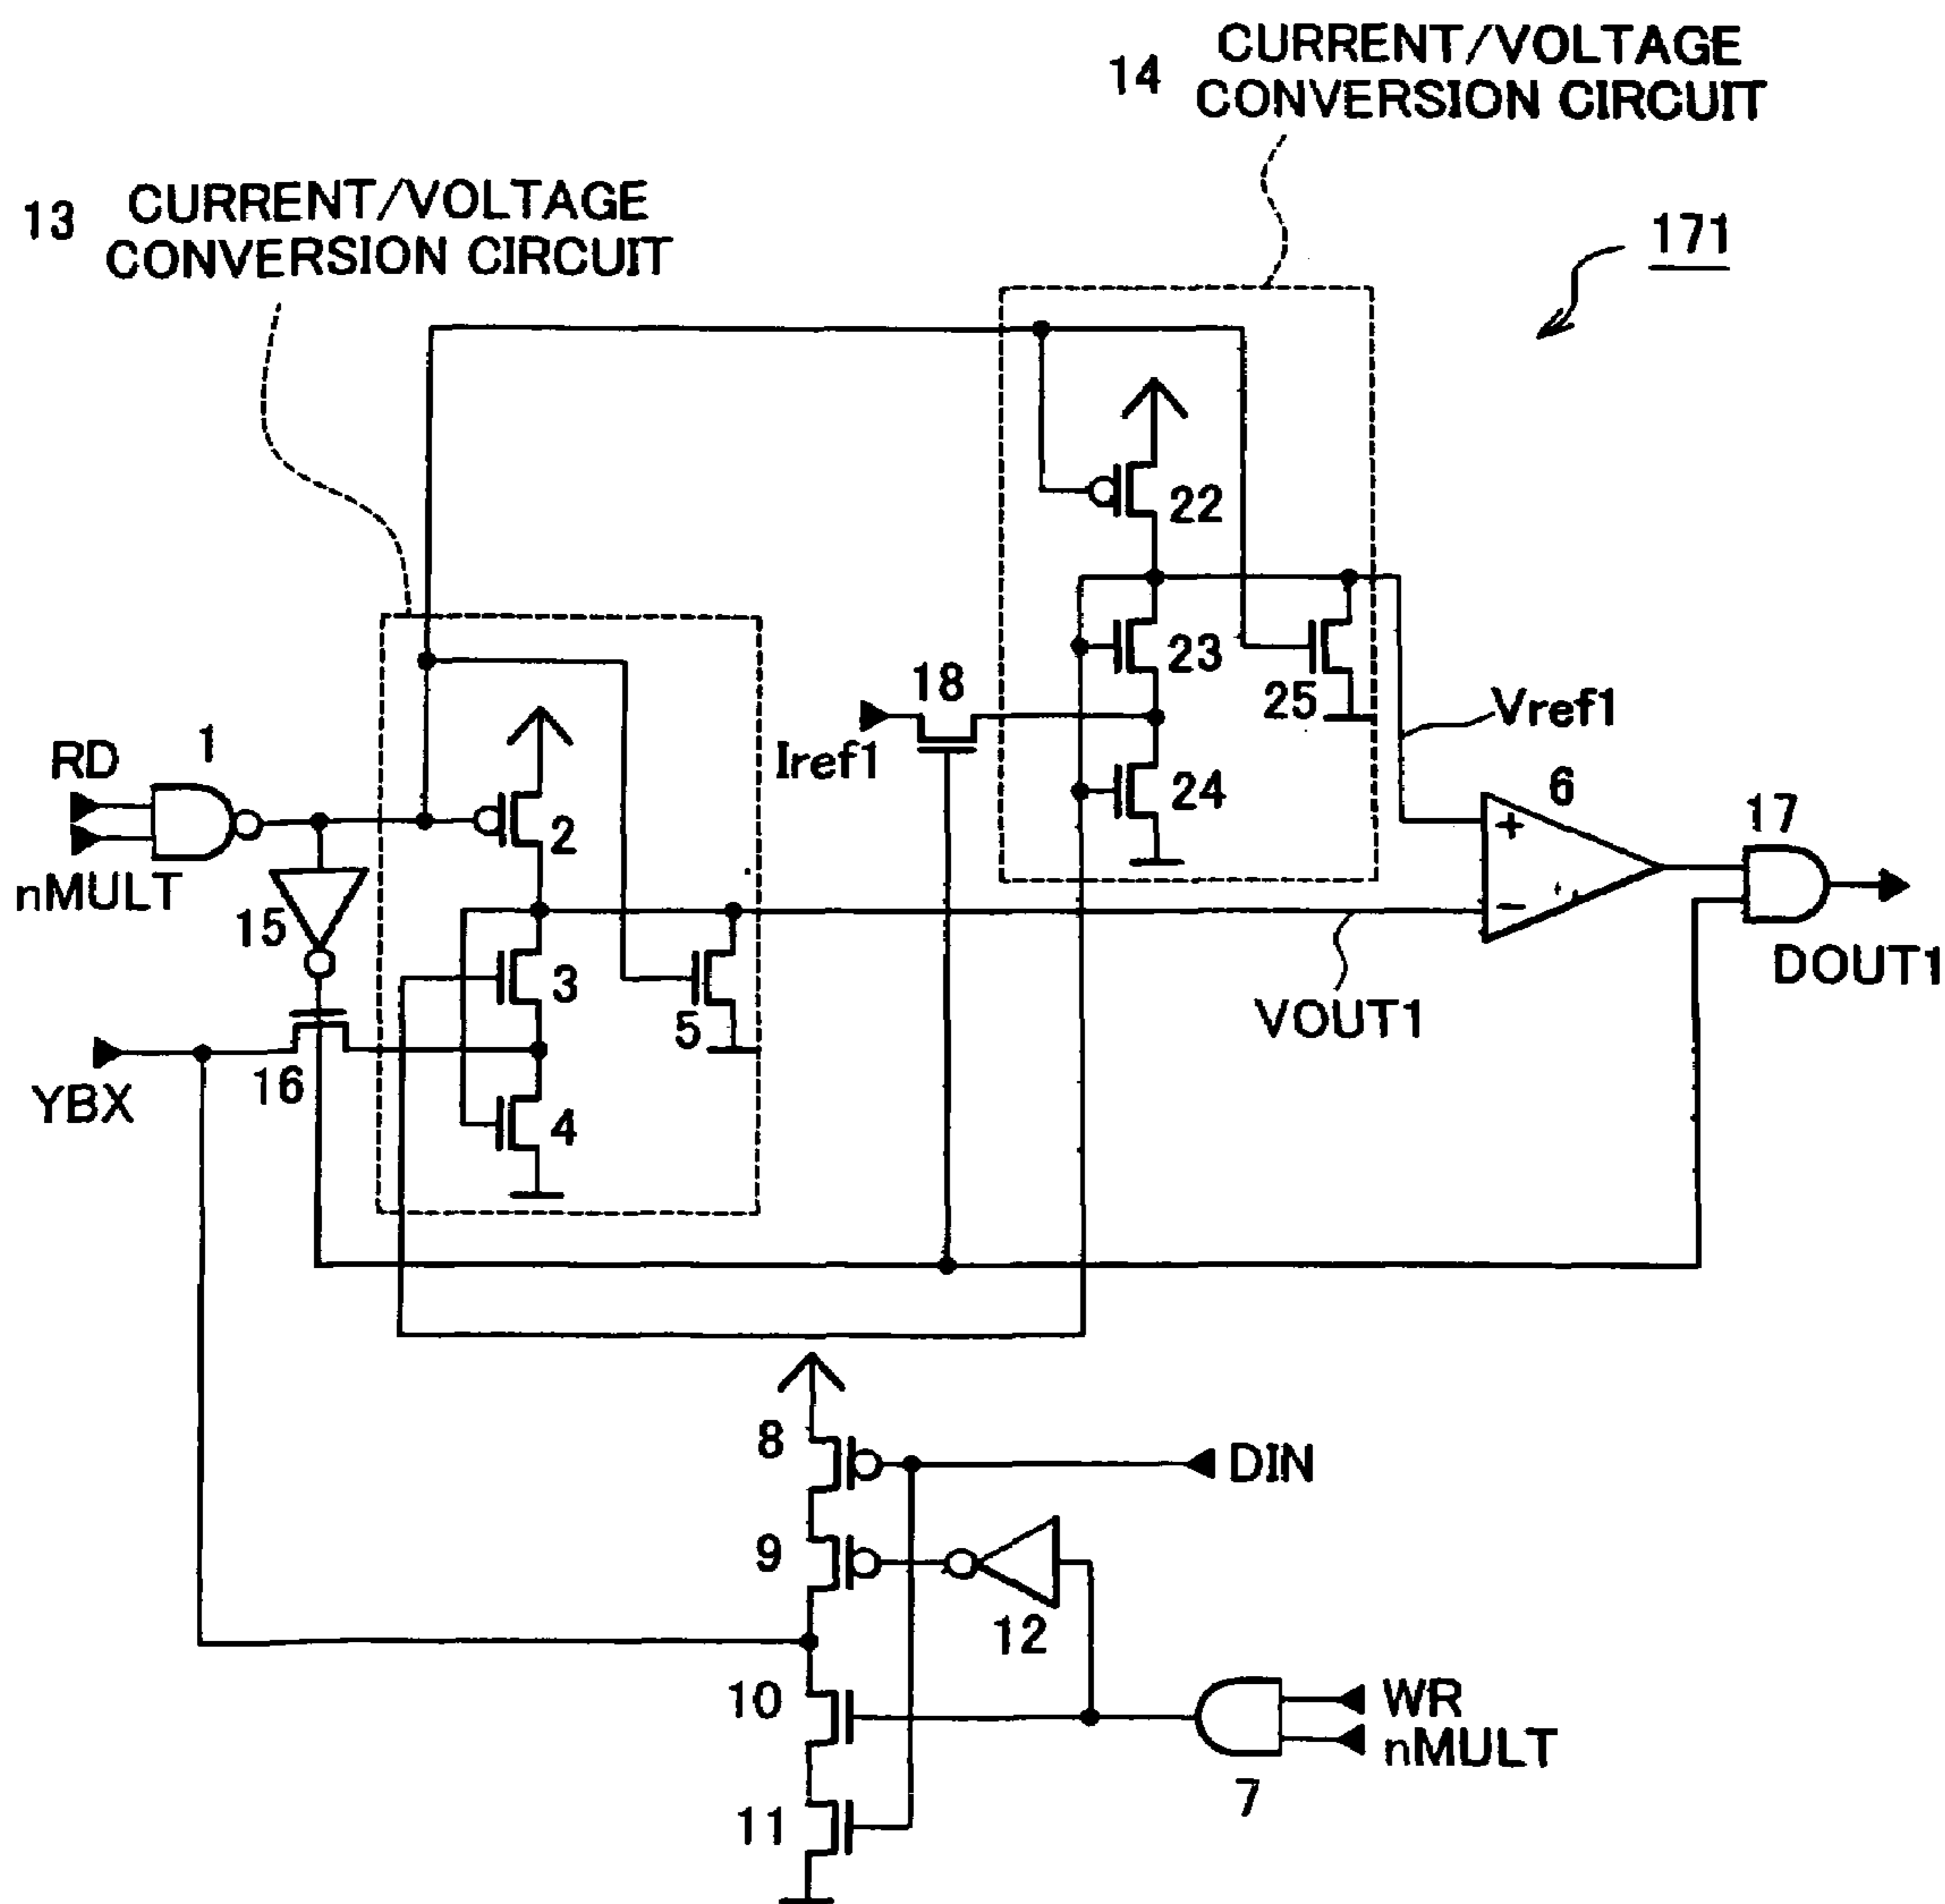 14 CURRENT/VOLTAGE
CONVERSION CIRCUIT
13 CURRENT/VOLTAGE
CONVERSION CIRCUIT
171
22
23
18
25
Vref1
Iref1
RD
1
2
24
6
17
nMULT
15
3
5
DOUT1
VOUT1
YBX
16
4
8
DIN
9
12
10
WR
nMULT
7
11
+
−